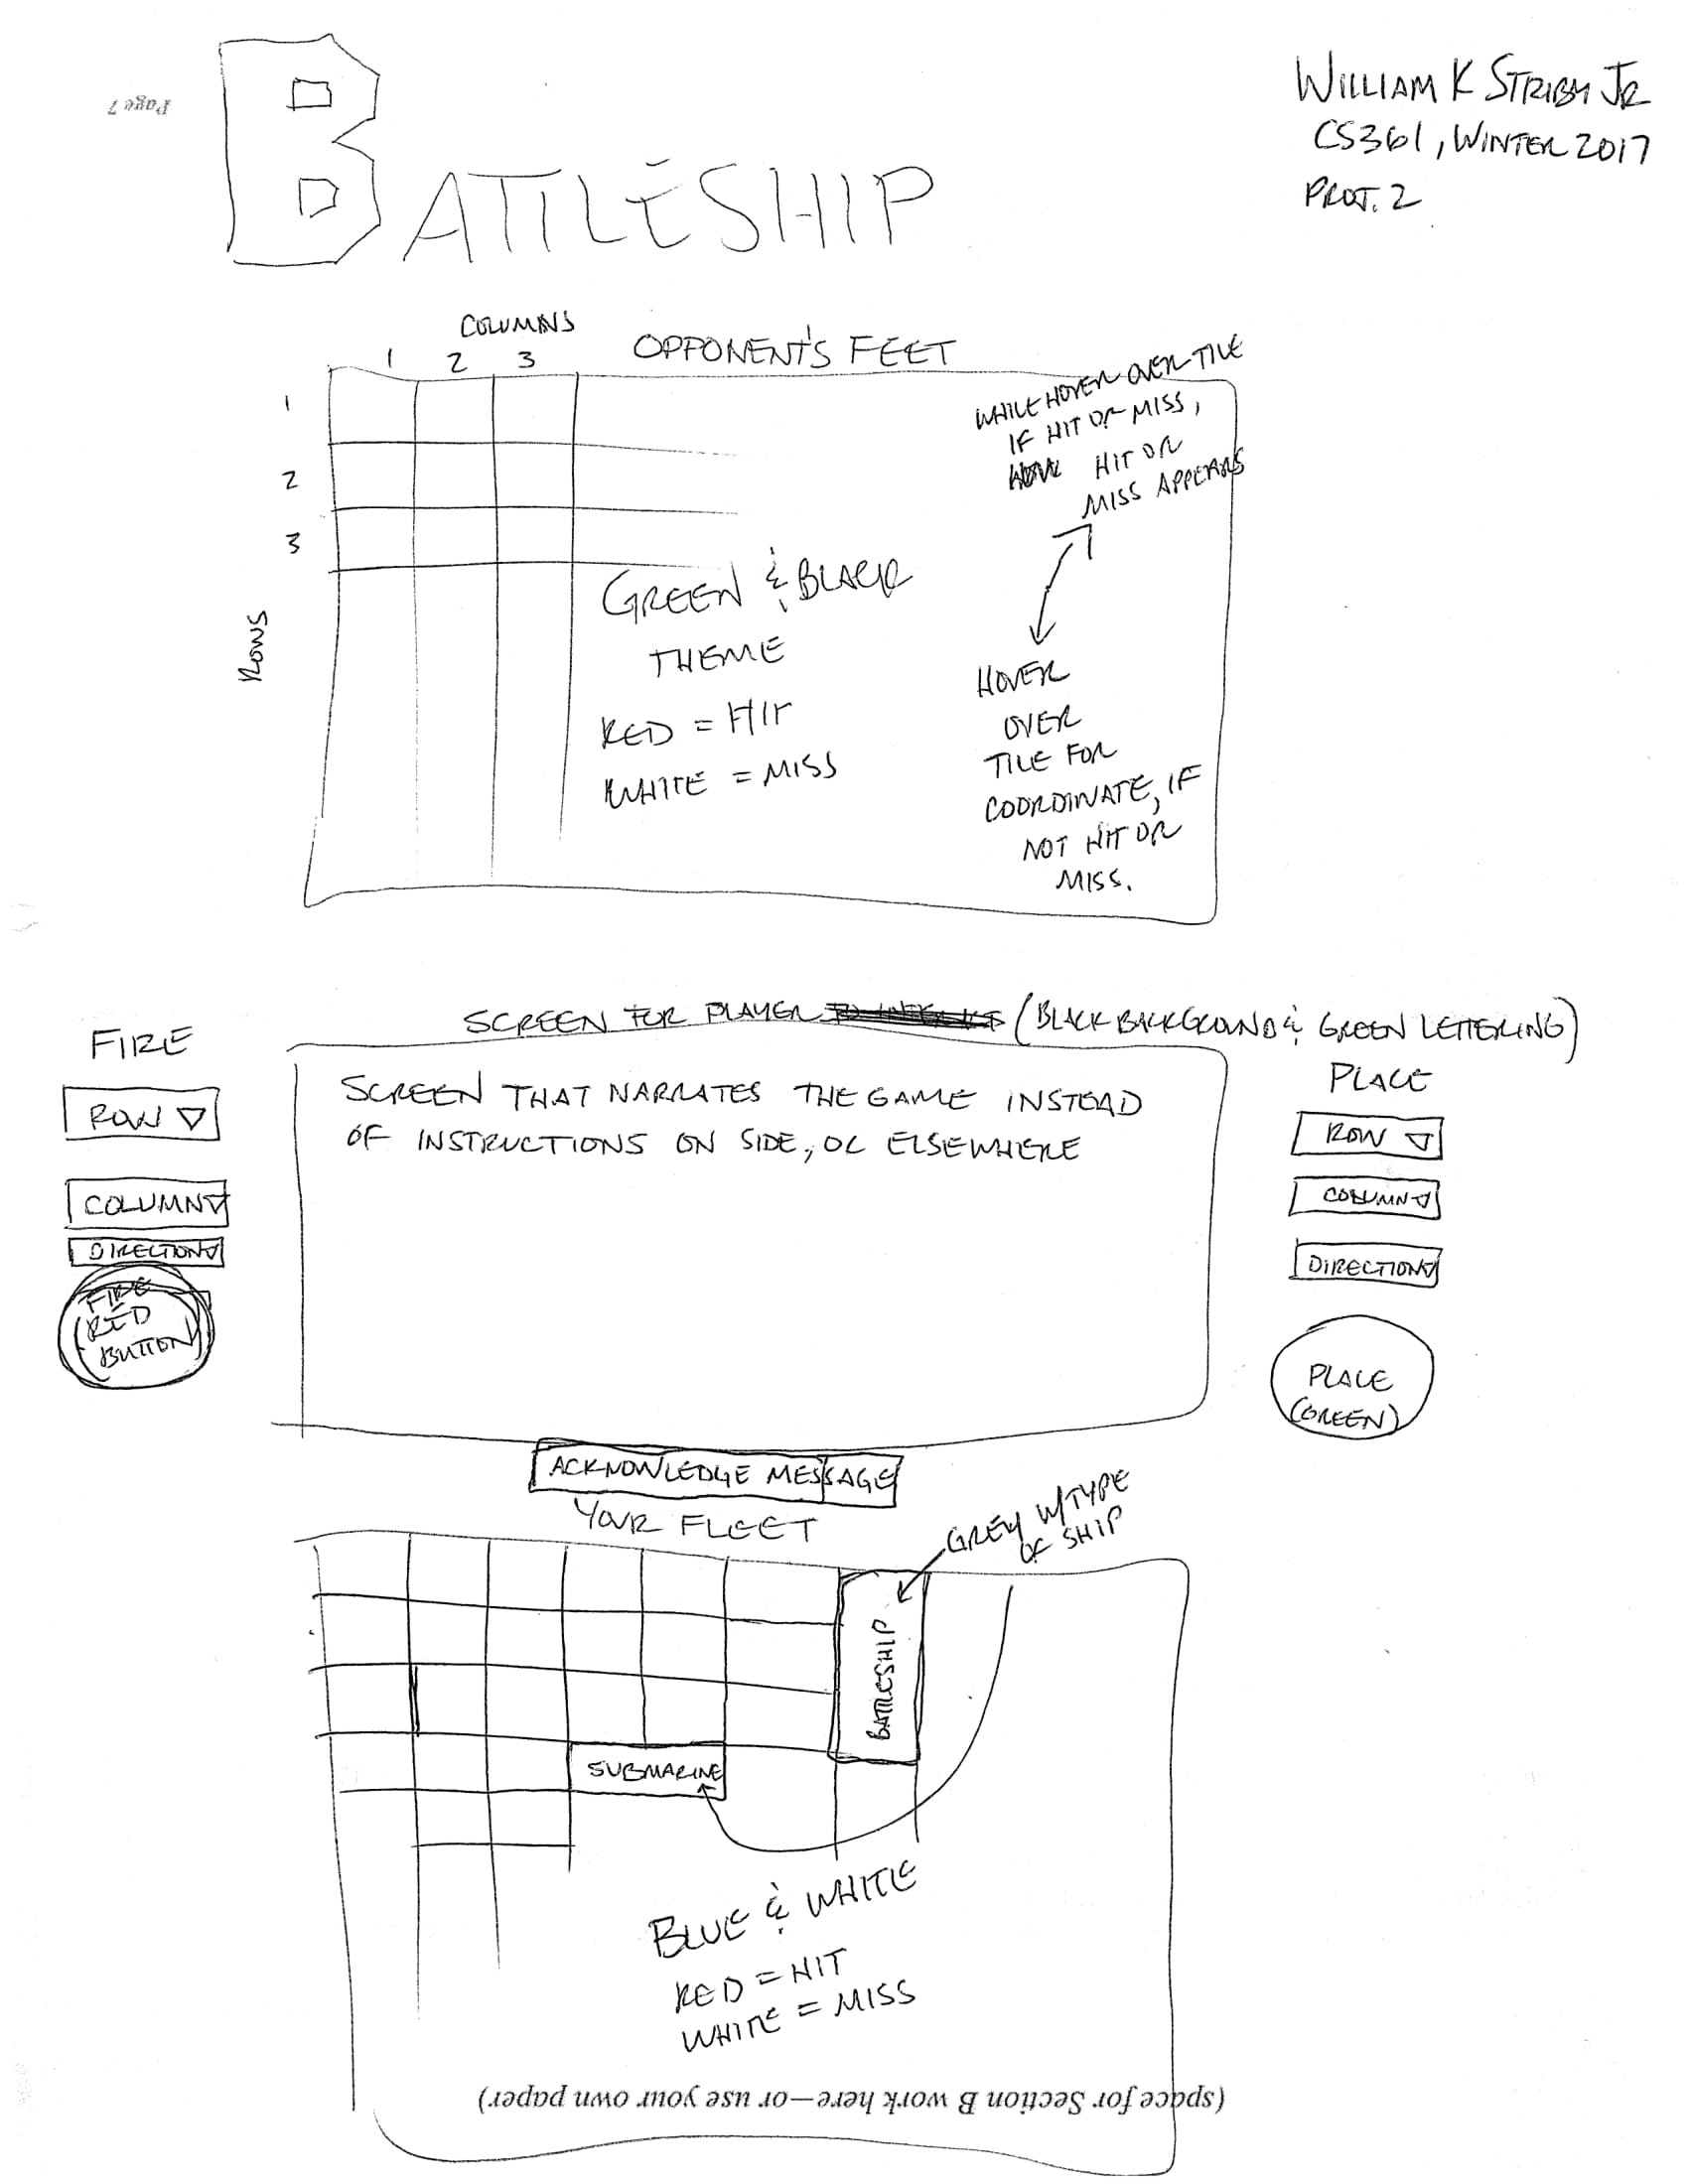 Page 7
BATTLESHIP
WILLIAM K STRIBY JR
CS361, WINTER 2017
PROT. 2
COLUMNS
1 2 3
OPPONENT'S FEET
1
2
3
ROWS
WHILE HOVER OVER TILE
IF HIT OR MISS,
HIT OR
MISS APPEARS
GREEN & BLACK
THEME
RED = HIT
WHITE = MISS
HOVER
OVER
TILE FOR
COORDINATE, IF
NOT HIT OR
MISS.
SCREEN FOR PLAYER (BLACK BACKGROUND & GREEN LETTERING)
SCREEN THAT NARRATES THE GAME INSTEAD
OF INSTRUCTIONS ON SIDE, OR ELSEWHERE
FIRE
ROW
COLUMN
DIRECTION
FIRE
RED
BUTTON
PLACE
ROW
COLUMN
DIRECTION
PLACE
(GREEN)
ACKNOWLEDGE MESSAGE
YOUR FLEET
GREY W/TYPE
OF SHIP
BATTLESHIP
SUBMARINE
BLUE & WHITE
RED = HIT
WHITE = MISS
(space for Section B work here—or use your own paper)